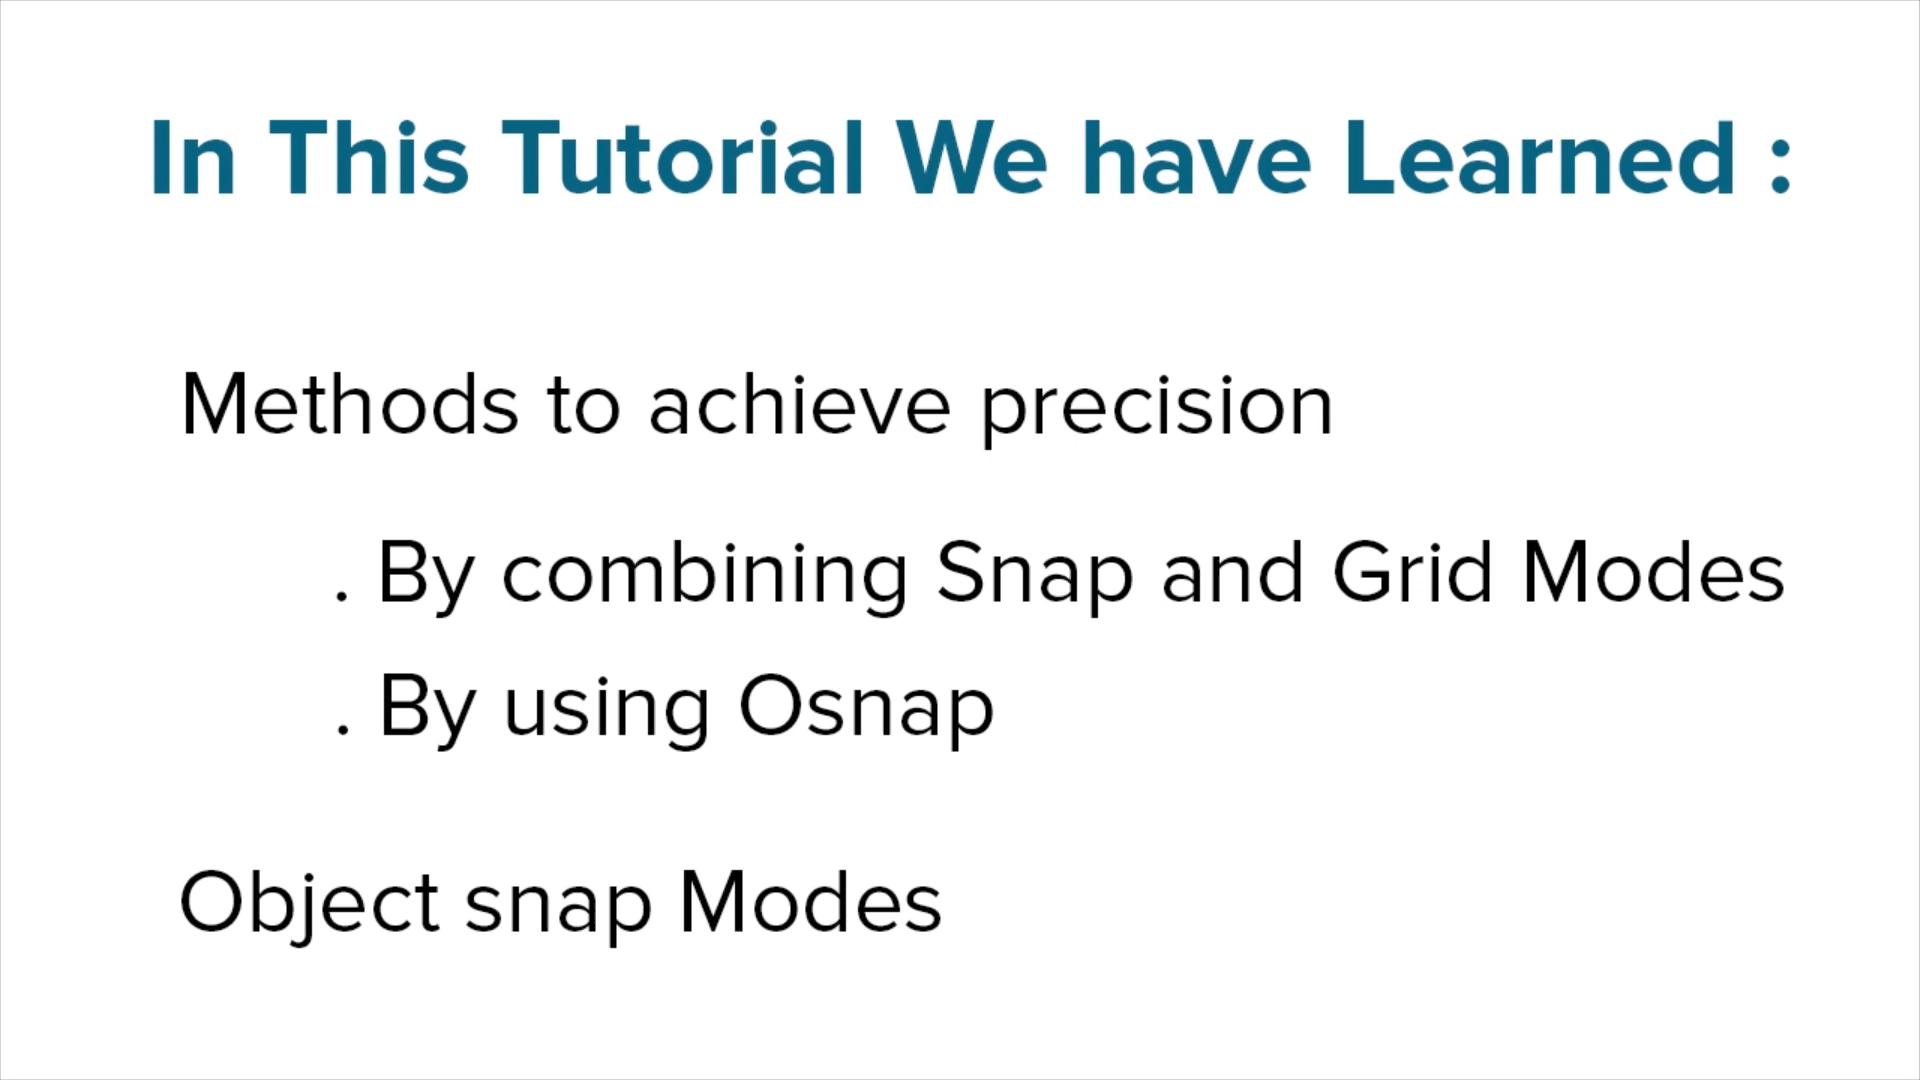 In This Tutorial We have Learned :
Methods to achieve precision
. By combining Snap and Grid Modes
. By using Osnap
Object snap Modes